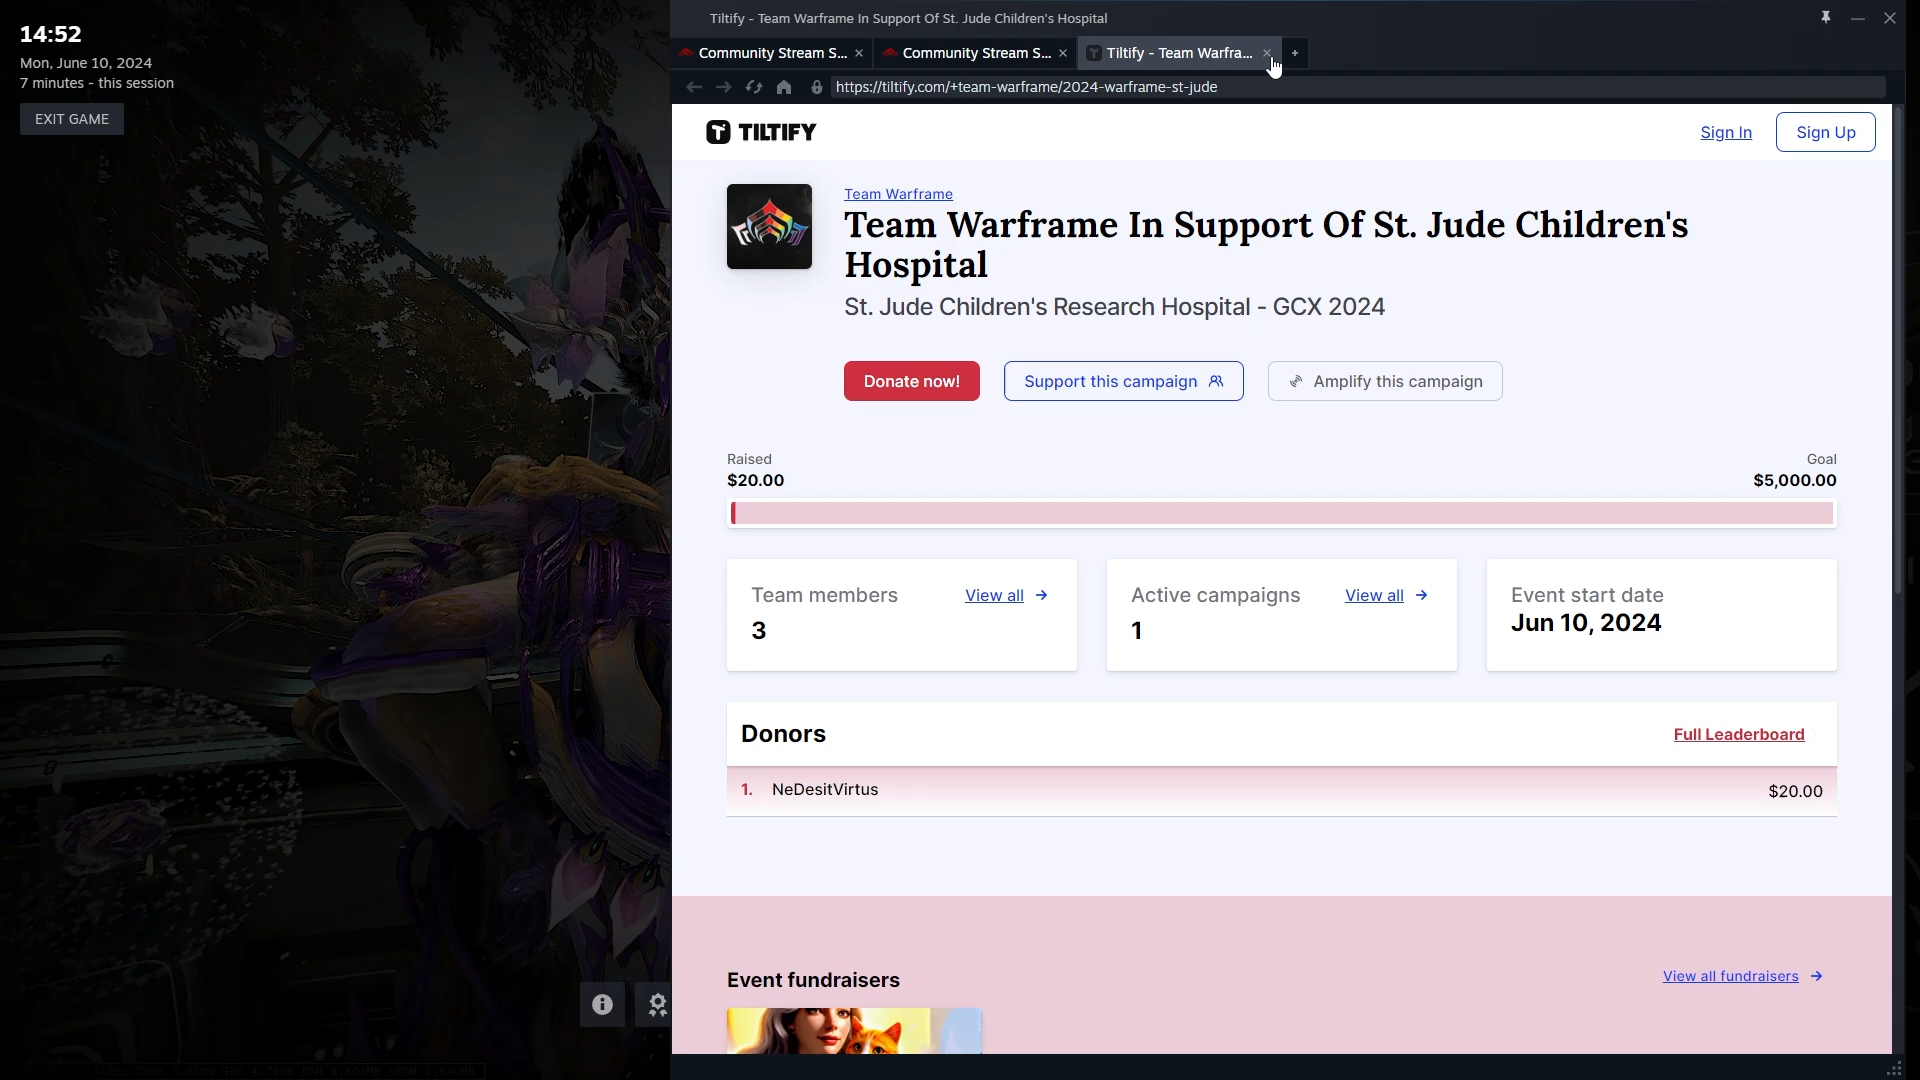 14:52
Mon, June 10, 2024
7 minutes - this session
EXIT GAME
Tiltify - Team Warframe In Support Of St. Jude Children's Hospital
Community Stream S...
Community Stream S...
Tiltify - Team Warfra...
https://tiltify.com/+team-warframe/2024-warframe-st-jude
TILTIFY
Sign In
Sign Up
Team Warframe
Team Warframe In Support Of St. Jude Children's
Hospital
St. Jude Children's Research Hospital - GCX 2024
Donate now!
Support this campaign
Amplify this campaign
Raised
Goal
$20.00
$5,000.00
Team members
View all
3
Active campaigns
View all
1
Event start date
Jun 10, 2024
Donors
Full Leaderboard
1. NeDesitVirtus
$20.00
Event fundraisers
View all fundraisers